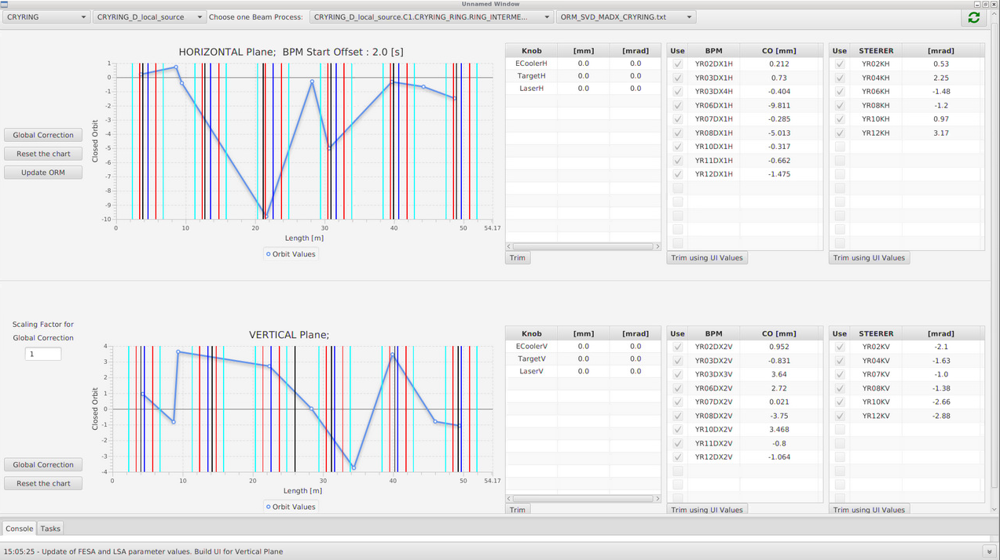 Unnamed Window
CRYRING CRYRING_D_local_source Choose one Beam Process: CRYRING_D_local_source.C1.CRYRING_RING.RING_INTERME... ORM_SVD_MADX_CRYRING.txt
HORIZONTAL Plane; BPM Start Offset : 2.0 [s]
Closed Orbit
1
0
-1
-2
-3
-4
-5
-6
-7
-8
-9
-10
0 10 20 30 40 50 54.17
Length [m]
Orbit Values
Global Correction
Reset the chart
Update ORM
Knob [mm] [mrad]
ECoolerH 0.0 0.0
TargetH 0.0 0.0
LaserH 0.0 0.0
Trim
Use BPM CO [mm]
YR02DX1H 0.212
YR03DX1H 0.73
YR03DX4H -0.404
YR06DX1H -9.811
YR07DX1H -0.285
YR08DX1H -5.013
YR10DX1H -0.317
YR11DX1H -0.662
YR12DX1H -1.475
Trim using UI Values
Use STEERER [mrad]
YR02KH 0.53
YR04KH 2.25
YR06KH -1.48
YR08KH -1.2
YR10KH 0.97
YR12KH 3.17
Trim using UI Values
Scaling Factor for
Global Correction
1
Global Correction
Reset the chart
VERTICAL Plane;
Closed Orbit
4
3
2
1
0
-1
-2
-3
-4
0 10 20 30 40 50 54.17
Length [m]
Orbit Values
Knob [mm] [mrad]
ECoolerV 0.0 0.0
TargetV 0.0 0.0
LaserV 0.0 0.0
Trim
Use BPM CO [mm]
YR02DX2V 0.952
YR03DX2V -0.831
YR03DX3V 3.64
YR06DX2V 2.72
YR07DX2V 0.021
YR08DX2V -3.75
YR10DX2V 3.468
YR11DX2V -0.8
YR12DX2V -1.064
Trim using UI Values
Use STEERER [mrad]
YR02KV -2.1
YR04KV -1.63
YR07KV -1.0
YR08KV -1.38
YR10KV -2.66
YR12KV -2.88
Trim using UI Values
Console Tasks
15:05:25 - Update of FESA and LSA parameter values. Build UI for Vertical Plane